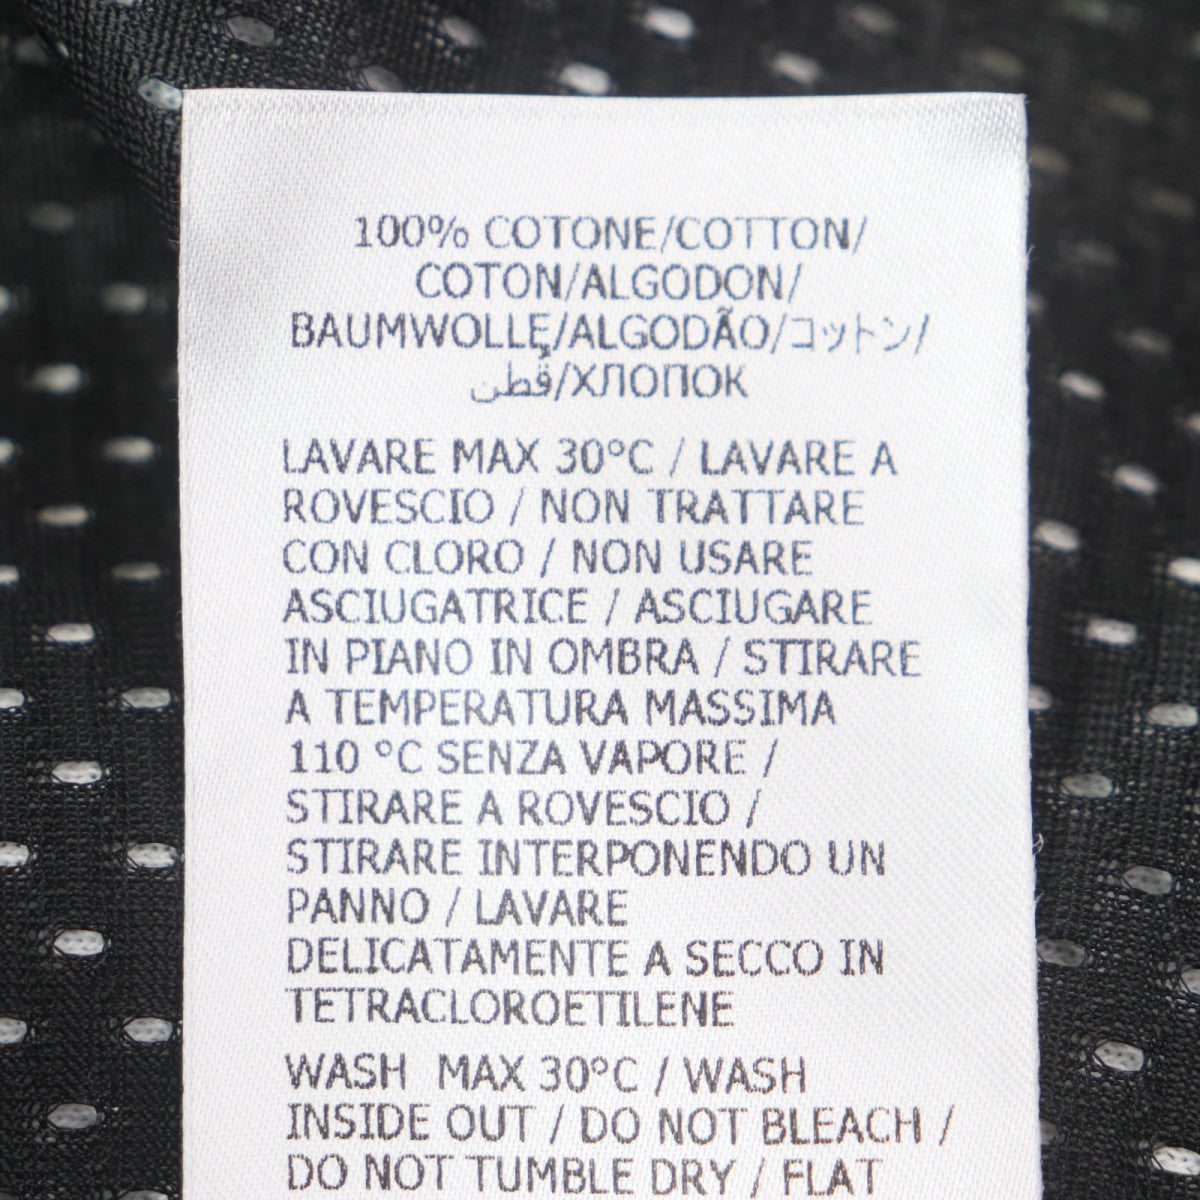 100% COTONE/COTTON/
COTON/ALGODON/
BAUMWOLLE/ALGODÃO/コットン/
قطن/ХЛОПОК
LAVARE MAX 30°C / LAVARE A
ROVESCIO / NON TRATTARE
CON CLORO / NON USARE
ASCIUGATRICE / ASCIUGARE
IN PIANO IN OMBRA / STIRARE
A TEMPERATURA MASSIMA
110 °C SENZA VAPORE /
STIRARE A ROVESCIO /
STIRARE INTERPONENDO UN
PANNO / LAVARE
DELICATAMENTE A SECCO IN
TETRACLOROETILENE
WASH MAX 30°C / WASH
INSIDE OUT / DO NOT BLEACH /
DO NOT TUMBLE DRY / FLAT